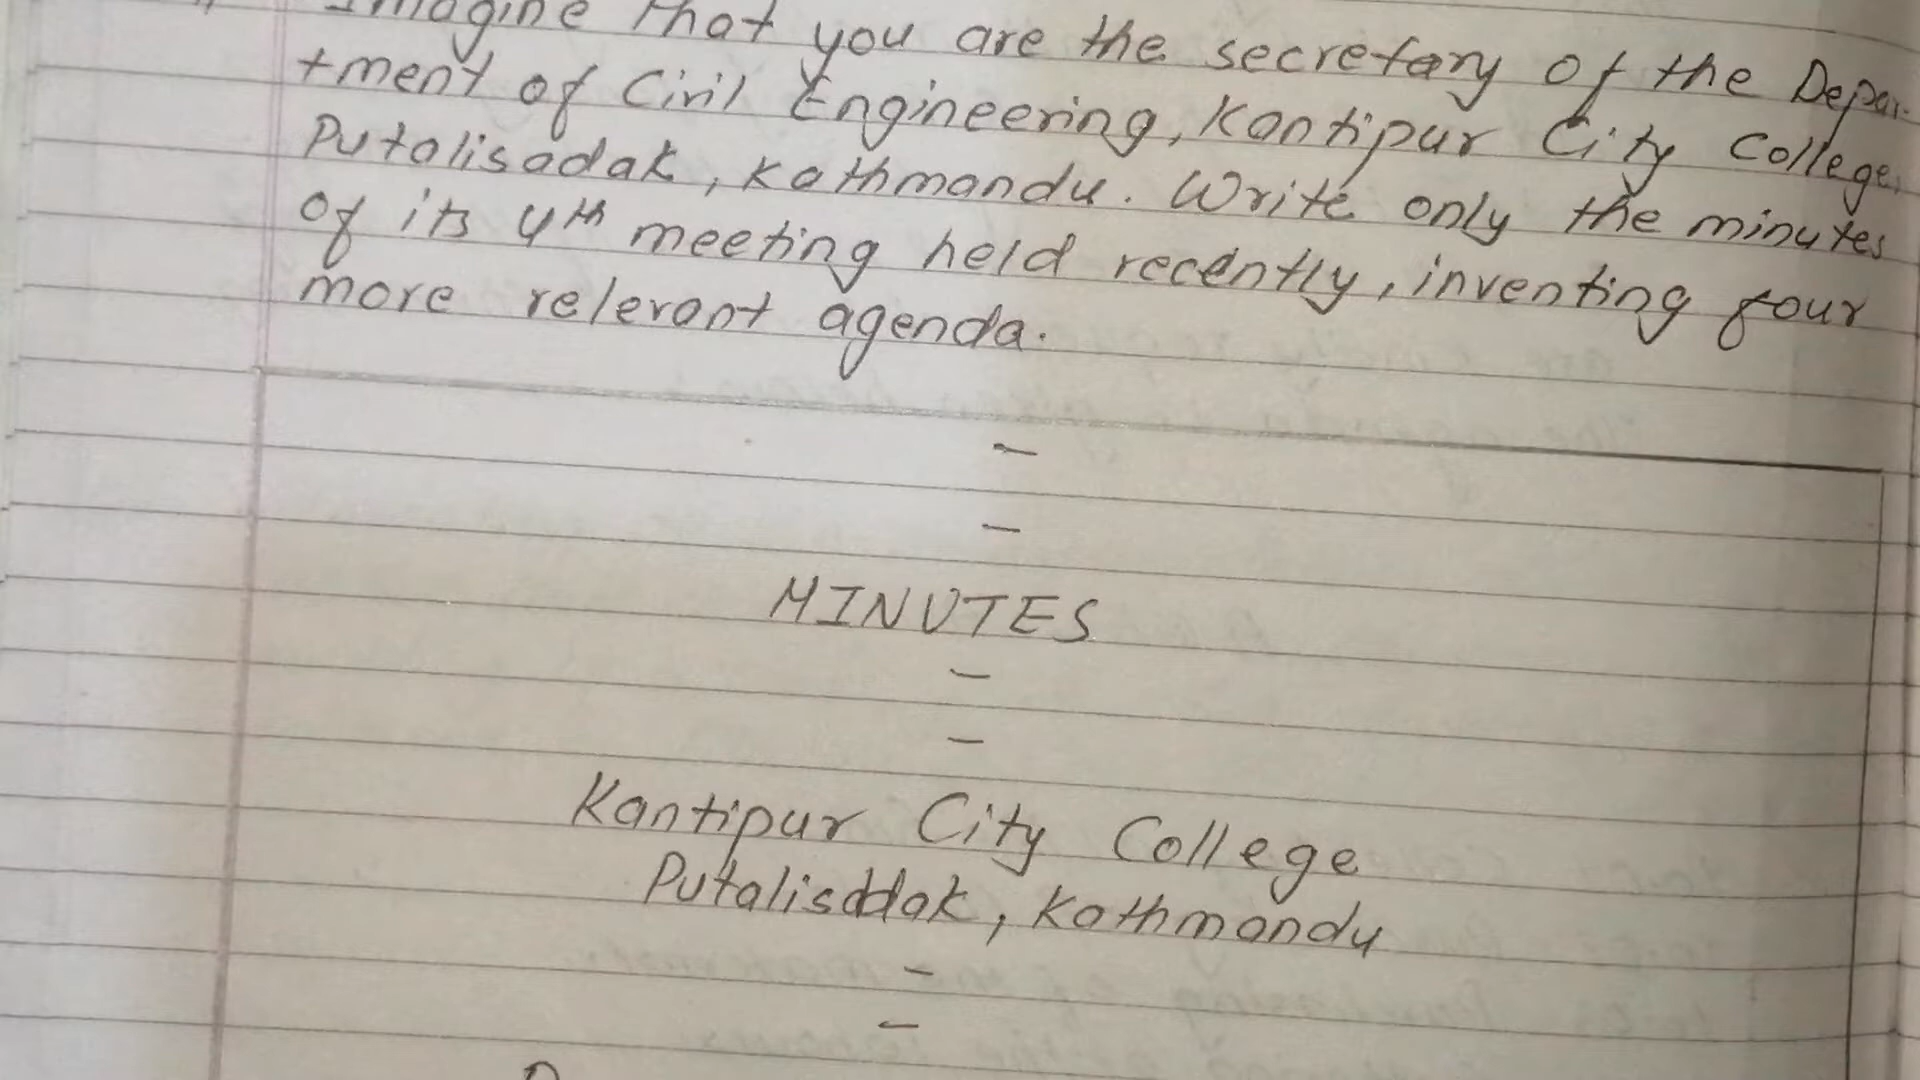 Imagine that you are the secretary of the Depar-
tment of Civil Engineering, Kantipur City College,
Putalisadak, Kathmandu. Write only the minutes
of its 4th meeting held recently, inventing four
more relevant agenda.
MINUTES
Kantipur City College
Putalisadak, Kathmandu